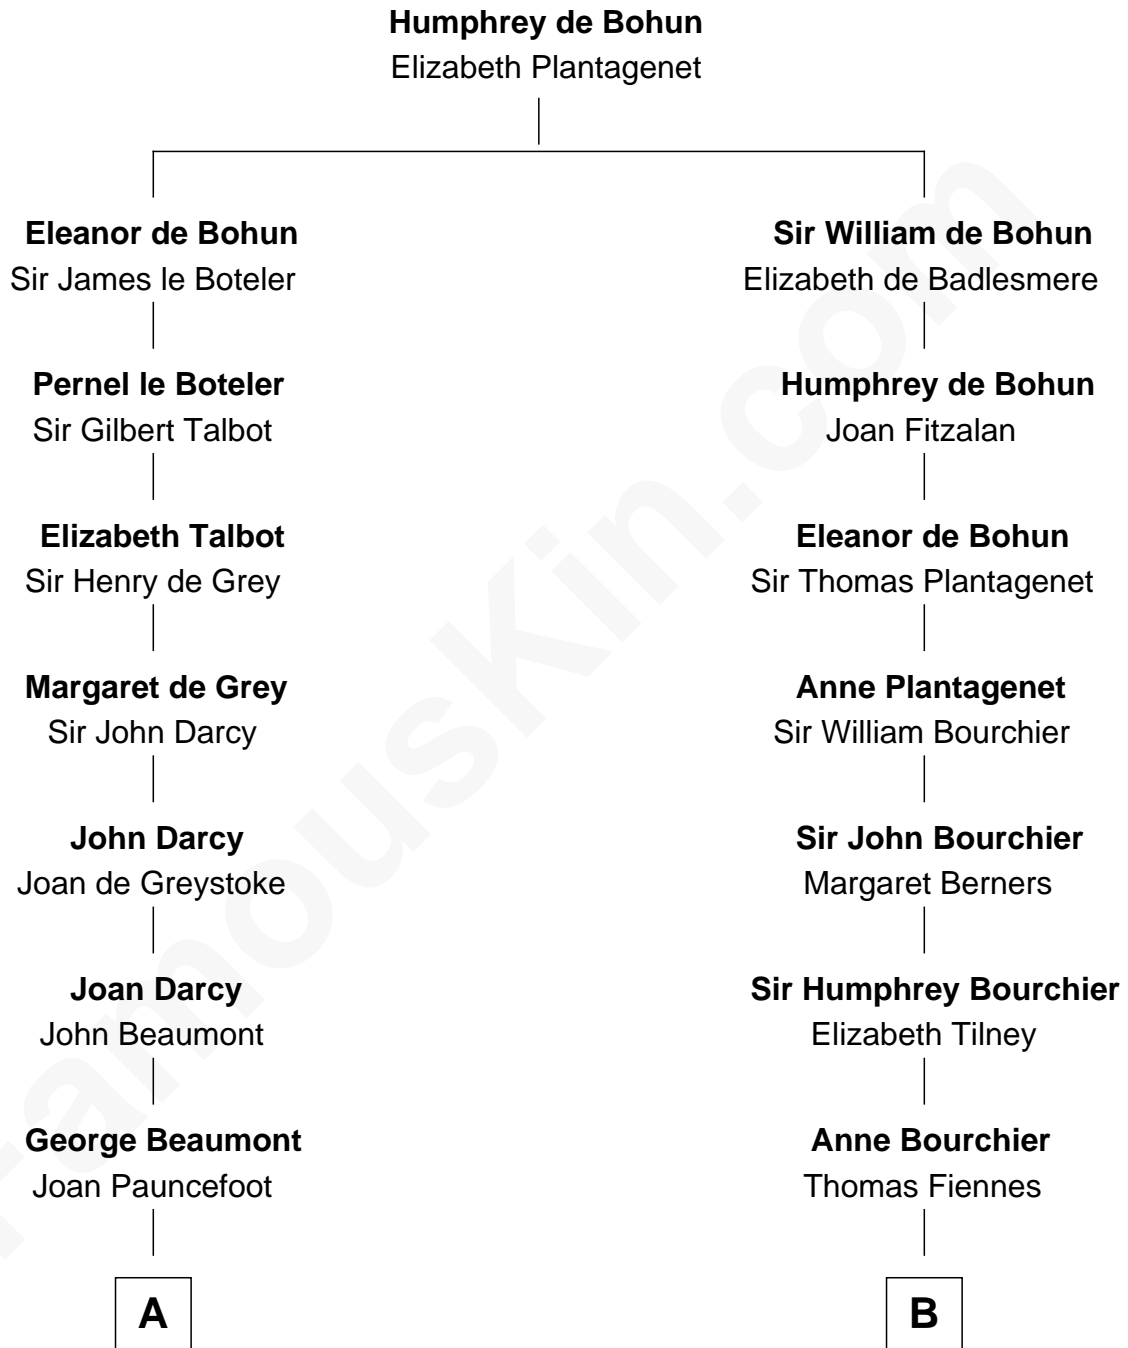 Humphrey de Bohun
Elizabeth Plantagenet
Eleanor de Bohun
Sir James le Boteler
Pernel le Boteler
Sir Gilbert Talbot
Elizabeth Talbot
Sir Henry de Grey
Margaret de Grey
Sir John Darcy
John Darcy
Joan de Greystoke
Joan Darcy
John Beaumont
George Beaumont
Joan Pauncefoot
A
Sir William de Bohun
Elizabeth de Badlesmere
Humphrey de Bohun
Joan Fitzalan
Eleanor de Bohun
Sir Thomas Plantagenet
Anne Plantagenet
Sir William Bourchier
Sir John Bourchier
Margaret Berners
Sir Humphrey Bourchier
Elizabeth Tilney
Anne Bourchier
Thomas Fiennes
B
FamousKin.com